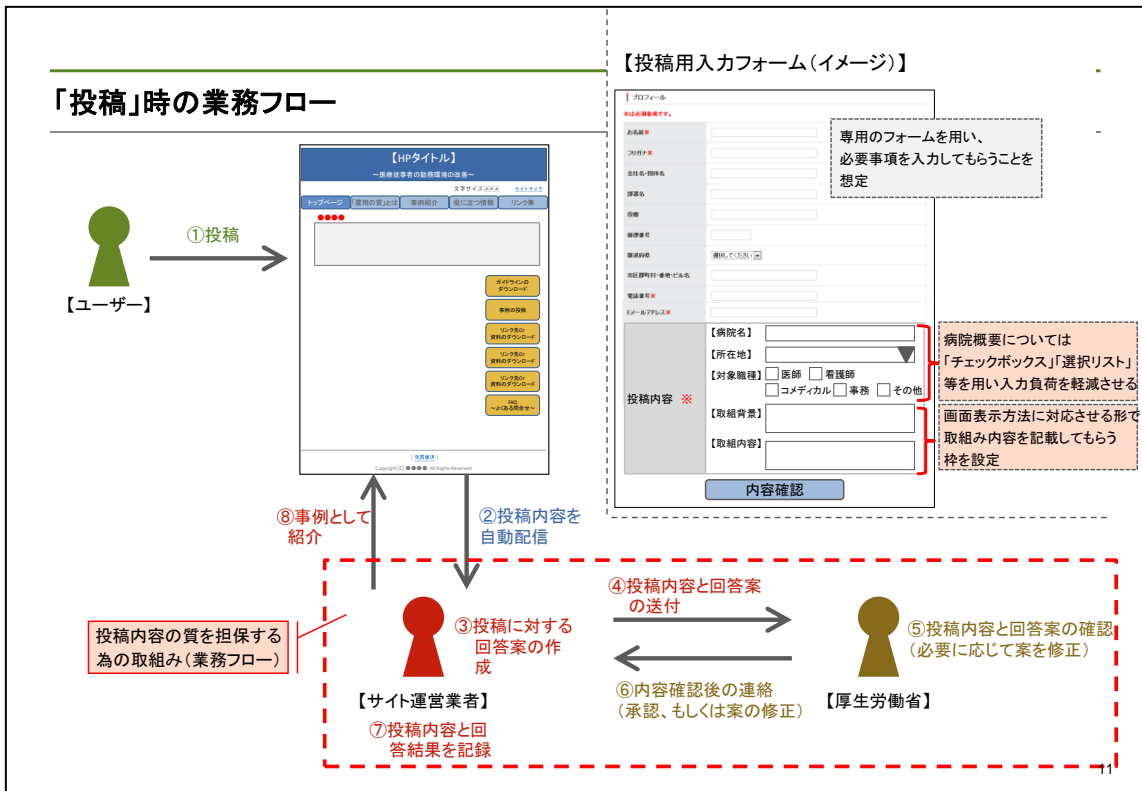 「投稿」時の業務フロー
【投稿用入力フォーム(イメージ)】
【HPタイトル】
～医療従事者の勤務環境の改善～
文字サイズ
サイトマップ
トップページ
「雇用の質」とは
事例紹介
役に立つ情報
リンク集
●●●●
ガイドラインの
ダウンロード
事例の投稿
リンク先or
資料のダウンロード
リンク先or
資料のダウンロード
リンク先or
資料のダウンロード
FAQ
～よくある問合せ～
[ 免責事項 ]
Copyright (C) ●●●● All Rights Reserved
①投稿
【ユーザー】
プロフィール
※は必須事項です。
お名前※
フリガナ※
会社名・団体名
部署名
役職
郵便番号
都道府県
選択してください
市区郡町村・番地・ビル名
電話番号※
Eメールアドレス※
投稿内容 ※
【病院名】
【所在地】
【対象職種】 医師 看護師
コメディカル 事務 その他
【取組背景】
【取組内容】
内容確認
専用のフォームを用い、
必要事項を入力してもらうことを
想定
病院概要については
「チェックボックス」「選択リスト」
等を用い入力負荷を軽減させる
画面表示方法に対応させる形で
取組み内容を記載してもらう
枠を設定
⑧事例として
紹介
②投稿内容を
自動配信
投稿内容の質を担保する
為の取組み(業務フロー)
③投稿に対する
回答案の作
成
【サイト運営業者】
⑦投稿内容と回
答結果を記録
④投稿内容と回答案
の送付
⑥内容確認後の連絡
(承認、もしくは案の修正)
⑤投稿内容と回答案の確認
(必要に応じて案を修正)
【厚生労働省】
11